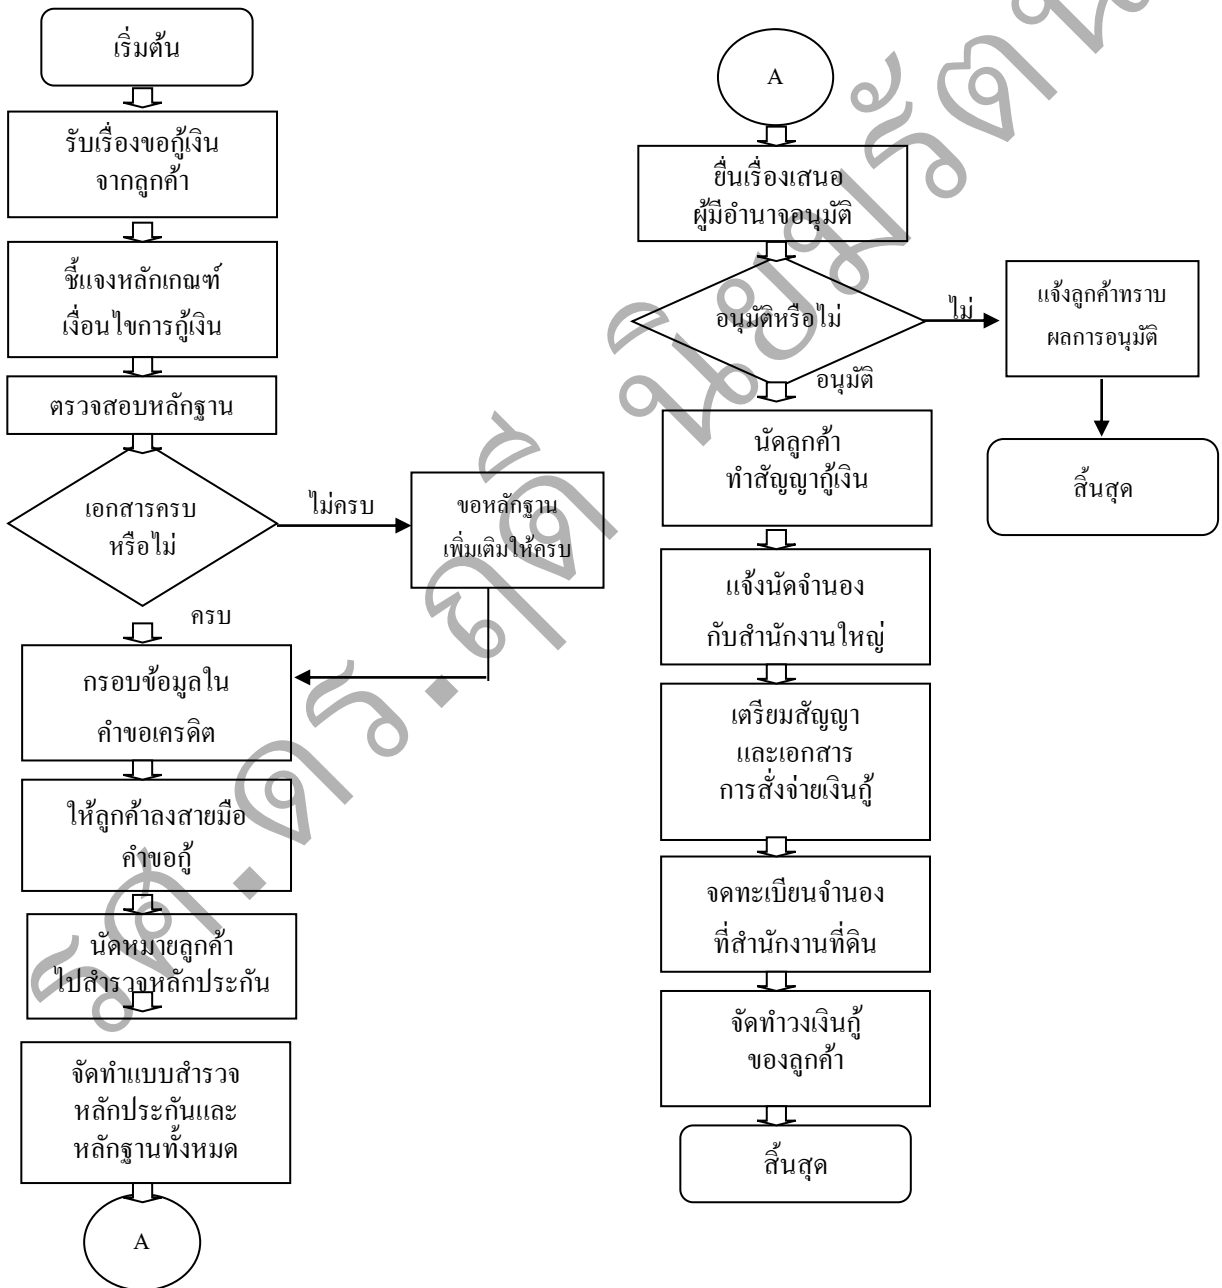 เริ่มต้น
รับเรื่องขอกู้เงิน
จากลูกค้า
ชี้แจงหลักเกณฑ์
เงื่อนไขการกู้เงิน
ตรวจสอบหลักฐาน
เอกสารครบ
หรือไม่
ไม่ครบ
ขอหลักฐาน
เพิ่มเติมให้ครบ
ครบ
กรอบข้อมูลใน
คำขอเครดิต
ให้ลูกค้าลงสายมือ
คำขอกู้
นัดหมายลูกค้า
ไปสำรวจหลักประกัน
จัดทำแบบสำรวจ
หลักประกันและ
หลักฐานทั้งหมด
A
A
ยื่นเรื่องเสนอ
ผู้มีอำนาจอนุมัติ
อนุมัติหรือไม่
ไม่
แจ้งลูกค้าทราบ
ผลการอนุมัติ
สิ้นสุด
อนุมัติ
นัดลูกค้า
ทำสัญญากู้เงิน
แจ้งนัดจำนอง
กับสำนักงานใหญ่
เตรียมสัญญา
และเอกสาร
การสั่งจ่ายเงินกู้
จดทะเบียนจำนอง
ที่สำนักงานที่ดิน
จัดทำวงเงินกู้
ของลูกค้า
สิ้นสุด
รศ.ดร.ฤดี นิยมรัตน